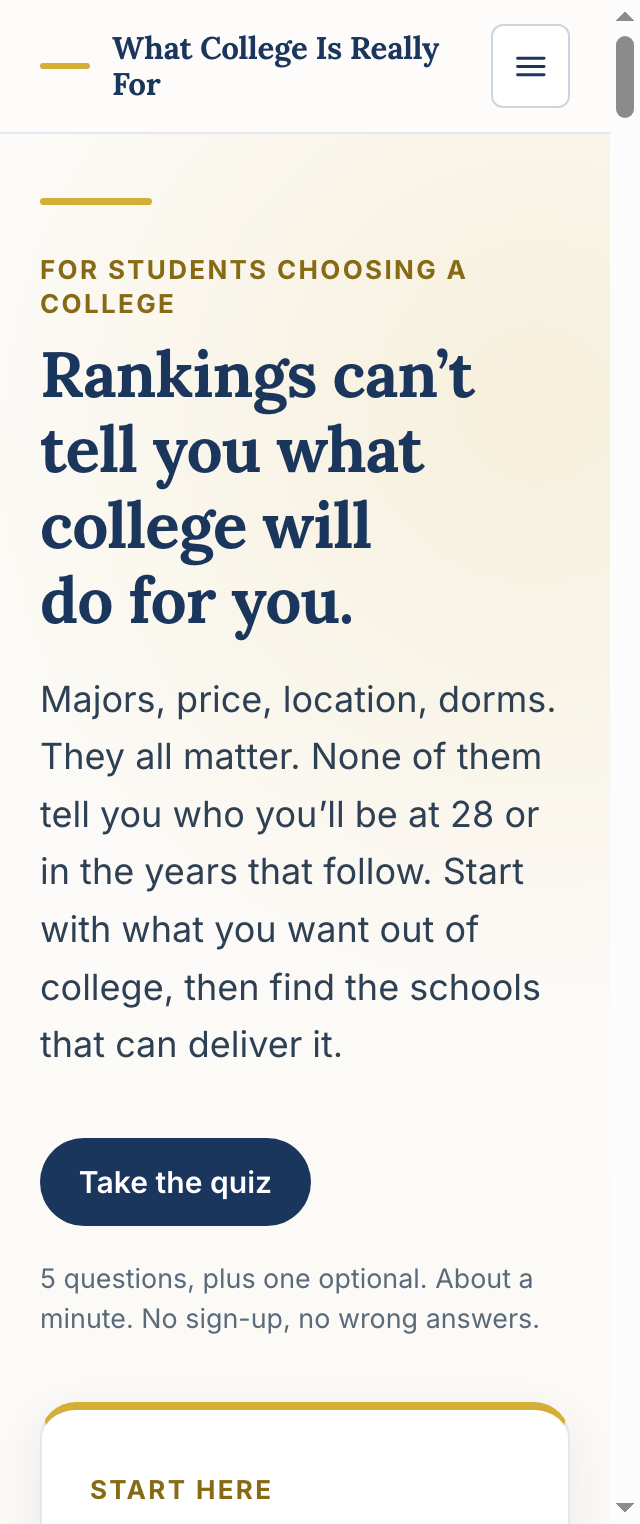 What College Is Really
For
FOR STUDENTS CHOOSING A
COLLEGE
Rankings can’t
tell you what
college will
do for you.
Majors, price, location, dorms.
They all matter. None of them
tell you who you’ll be at 28 or
in the years that follow. Start
with what you want out of
college, then find the schools
that can deliver it.
Take the quiz
5 questions, plus one optional. About a
minute. No sign-up, no wrong answers.
START HERE